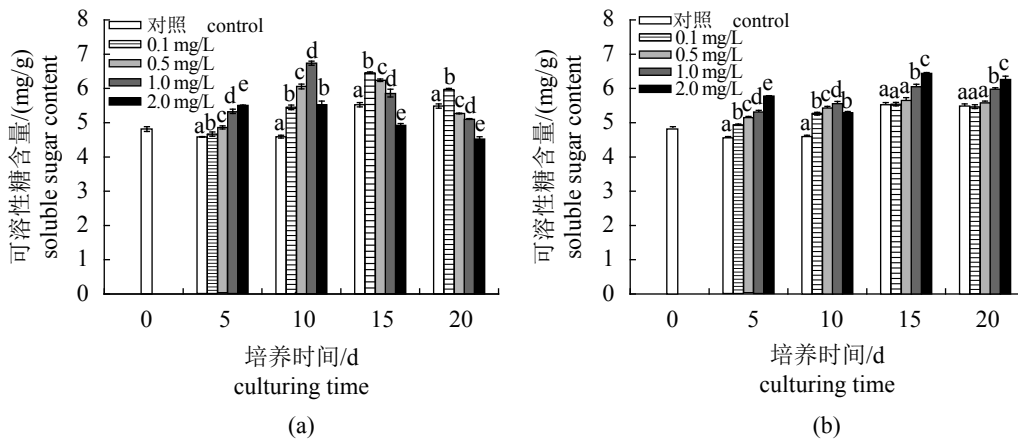 可溶性糖含量/(mg/g)
soluble sugar content
8
7
6
5
4
3
2
1
0
对照 control
0.1 mg/L
0.5 mg/L
1.0 mg/L
2.0 mg/L
a b c d e
a b c d b
a b c d e
a b c d e
0 5 10 15 20
培养时间/d
culturing time
(a)
可溶性糖含量/(mg/g)
soluble sugar content
8
7
6
5
4
3
2
1
0
对照 control
0.1 mg/L
0.5 mg/L
1.0 mg/L
2.0 mg/L
a b c d e
a b c d b
a a a b c
a a a b c
0 5 10 15 20
培养时间/d
culturing time
(b)